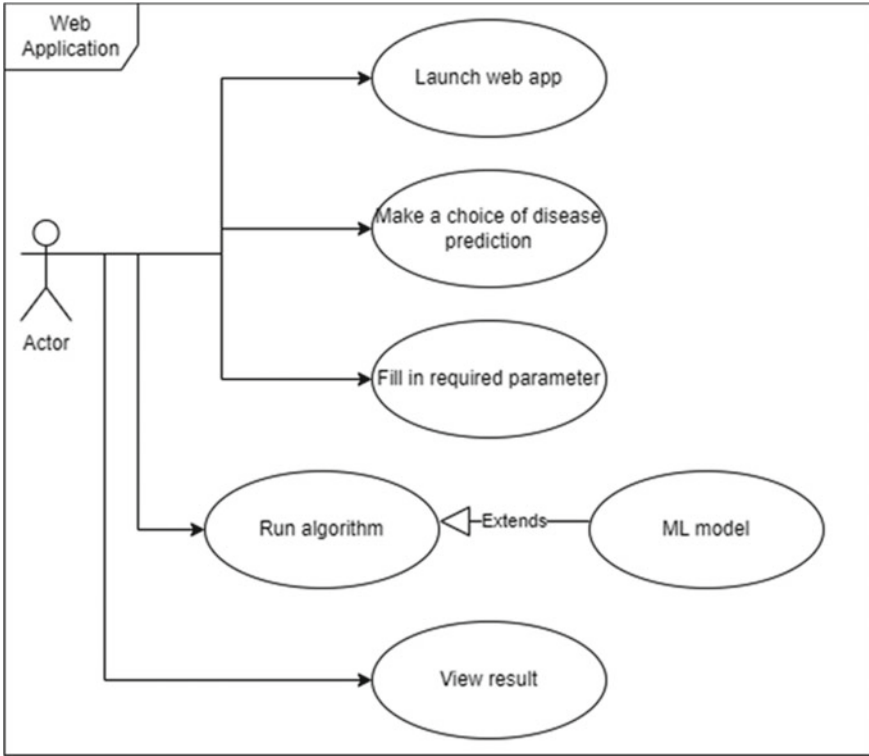 Web
Application
Launch web app
Make a choice of disease
prediction
Actor
Fill in required parameter
Run algorithm
Extends
ML model
View result